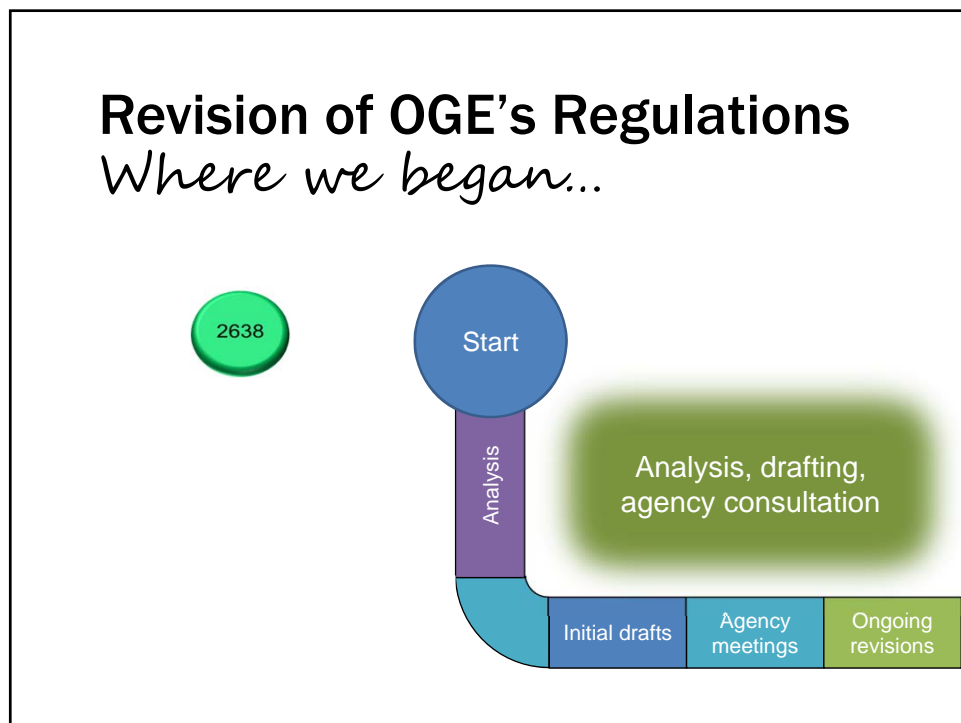 Revision of OGE’s Regulations
Where we began…
2638
Start
Analysis
Analysis, drafting,
agency consultation
Initial drafts
Agency
meetings
Ongoing
revisions